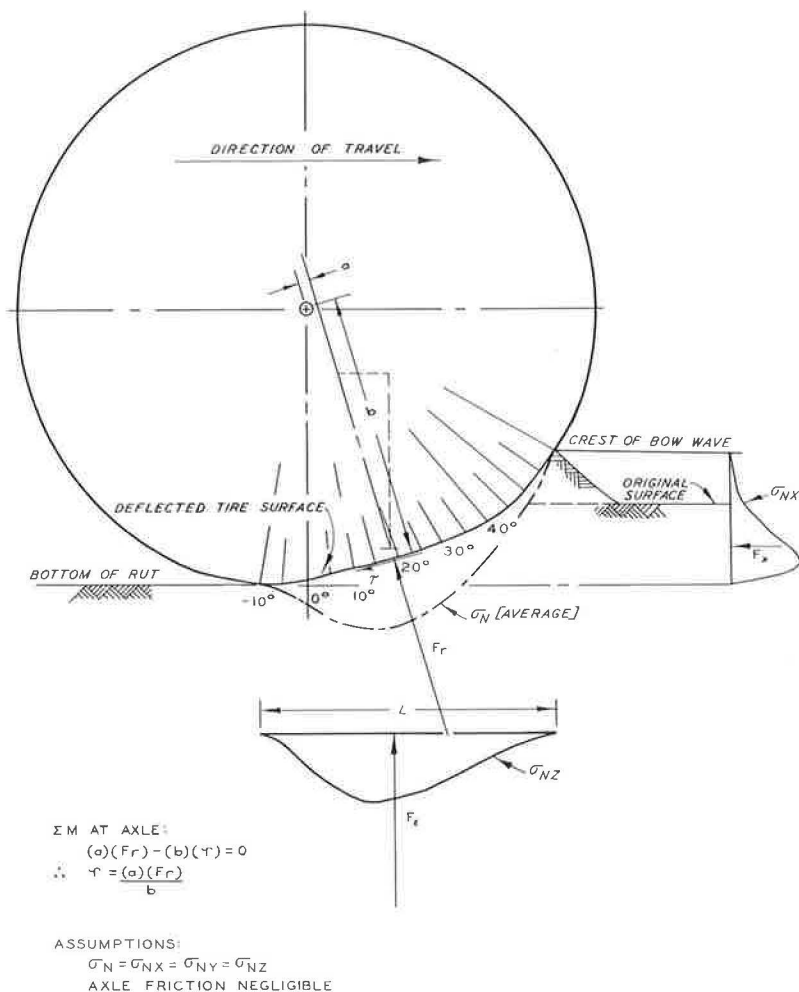 DIRECTION OF TRAVEL
a
b
CREST OF BOW WAVE
ORIGINAL
SURFACE
σNX
DEFLECTED TIRE SURFACE
40°
30°
20°
10°
0°
-10°
τ
BOTTOM OF RUT
σN [AVERAGE]
Fr
L
σNZ
ΣM AT AXLE:
(a)(Fr)-(b)(τ)=0
∴ τ = (a)(Fr)
b
ASSUMPTIONS:
σN = σNX = σNY = σNZ
AXLE FRICTION NEGLIGIBLE